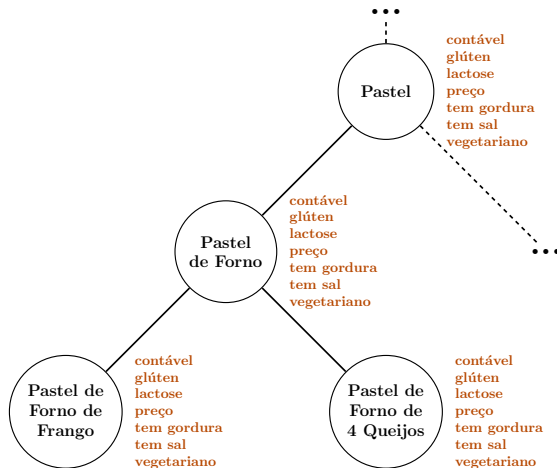 •••
Pastel
contável
glúten
lactose
preço
tem gordura
tem sal
vegetariano
•••
Pastel
de Forno
contável
glúten
lactose
preço
tem gordura
tem sal
vegetariano
Pastel de
Forno de
Frango
contável
glúten
lactose
preço
tem gordura
tem sal
vegetariano
Pastel de
Forno de
4 Queijos
contável
glúten
lactose
preço
tem gordura
tem sal
vegetariano